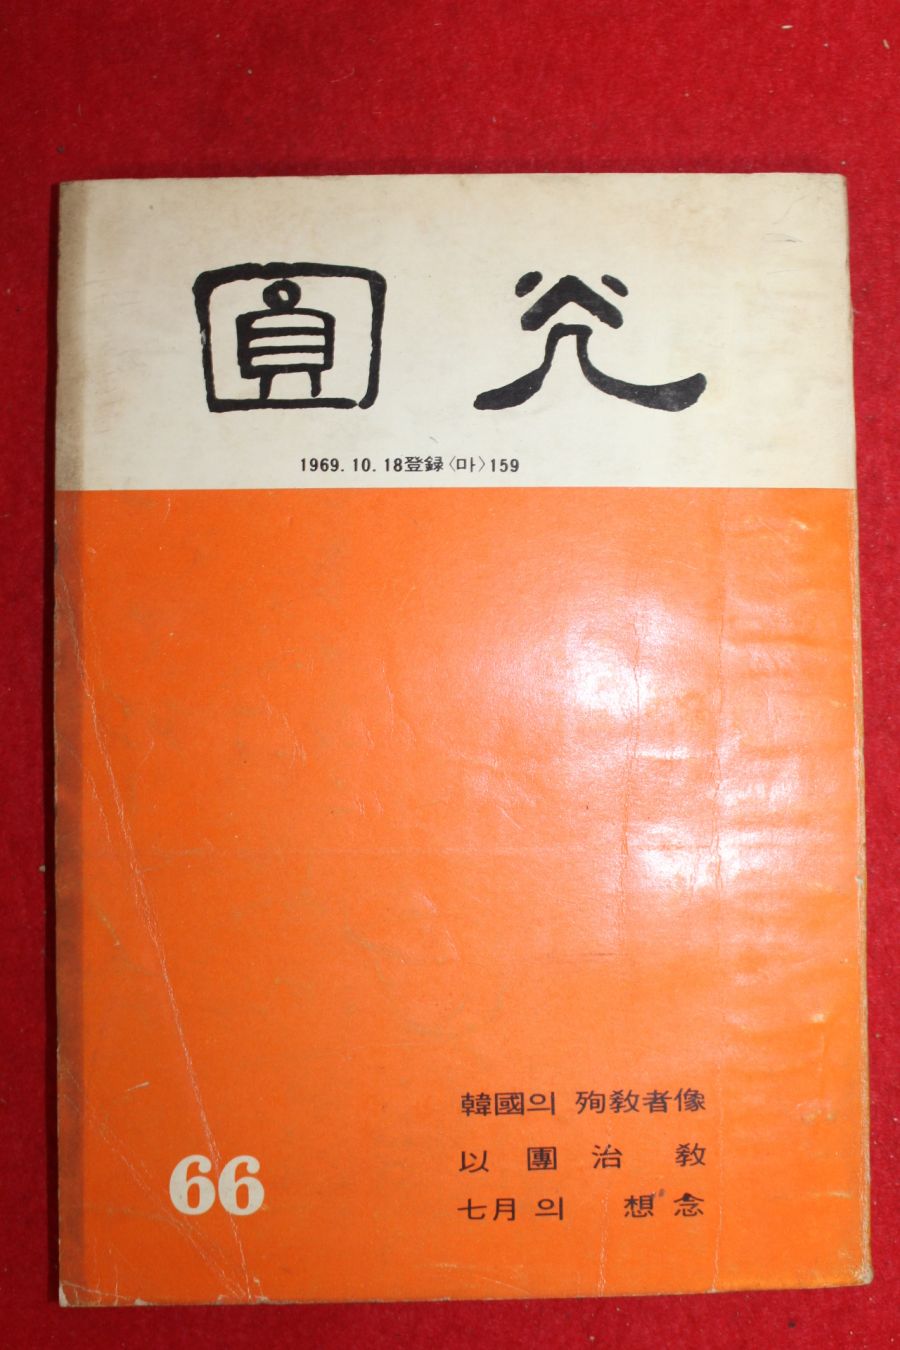 圓光
1969. 10. 18登録〈마〉159
韓國의 殉敎者像
以團治敎
七月의 想念
66